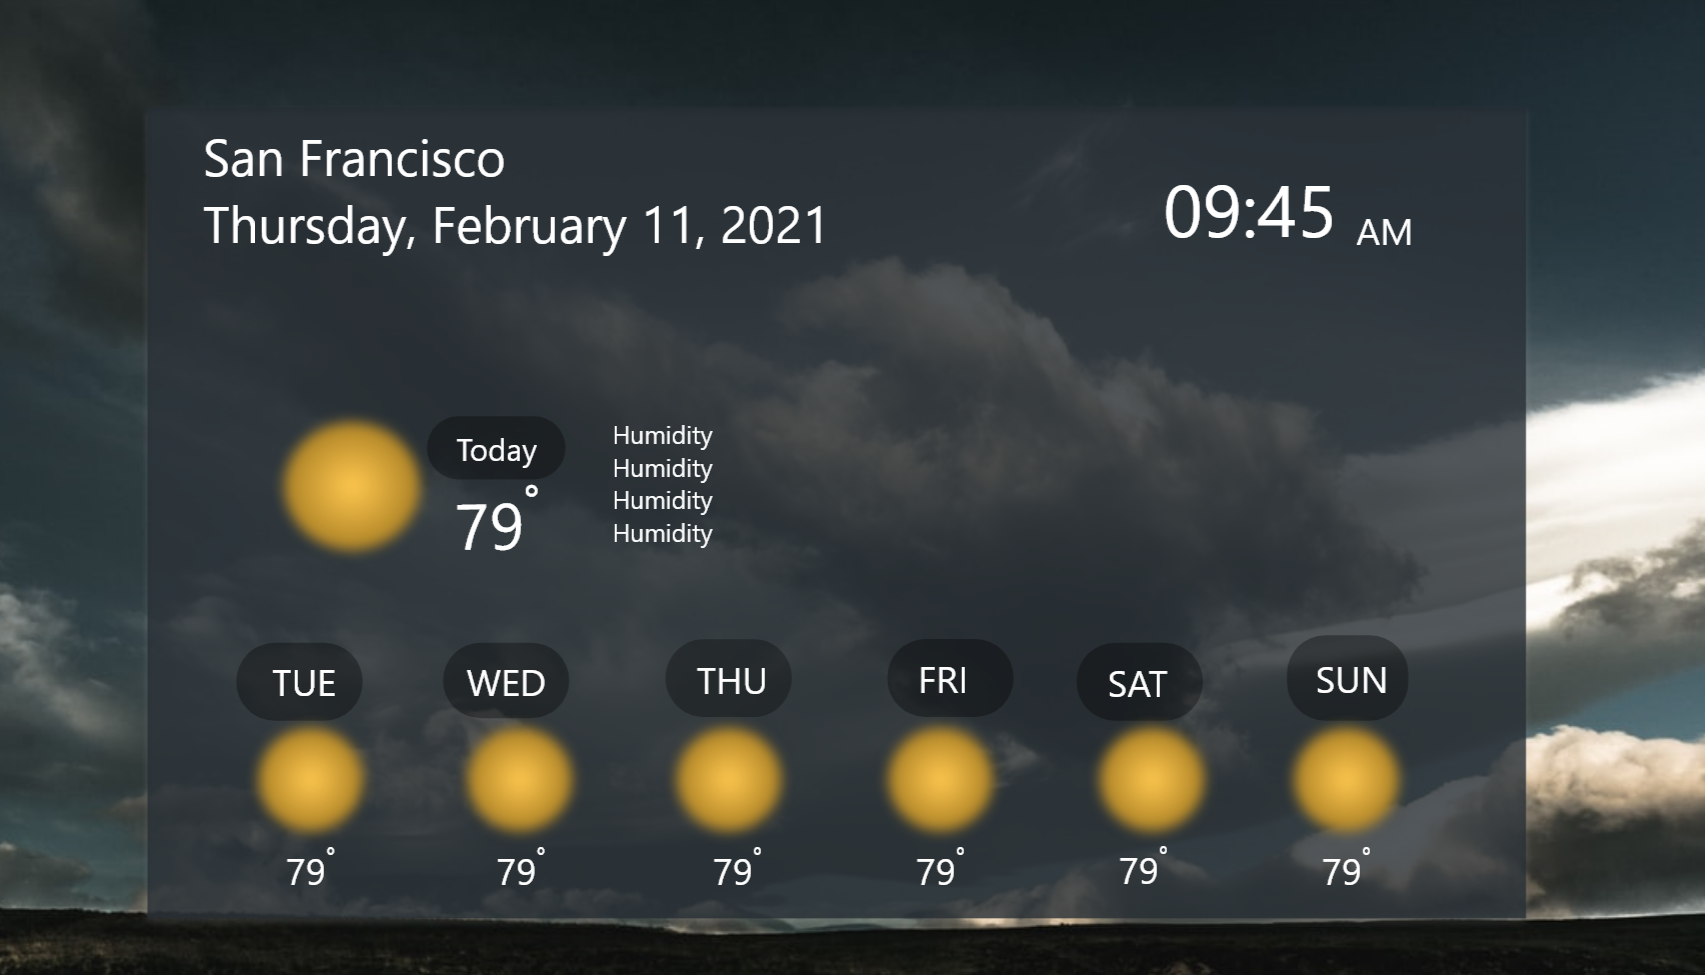 San Francisco
Thursday, February 11, 2021
09:45 AM
Today
79°
Humidity
Humidity
Humidity
Humidity
TUE WED THU FRI SAT SUN
79° 79° 79° 79° 79° 79°